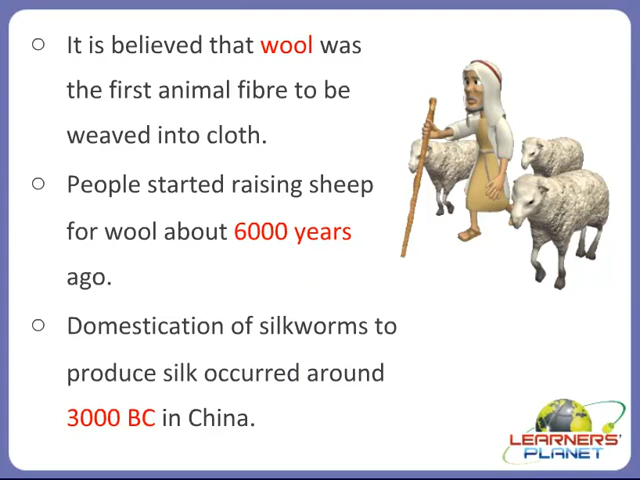 It is believed that wool was
the first animal fibre to be
weaved into cloth.
People started raising sheep
for wool about 6000 years
ago.
Domestication of silkworms to
produce silk occurred around
3000 BC in China.
LEARNERS'
PLANET